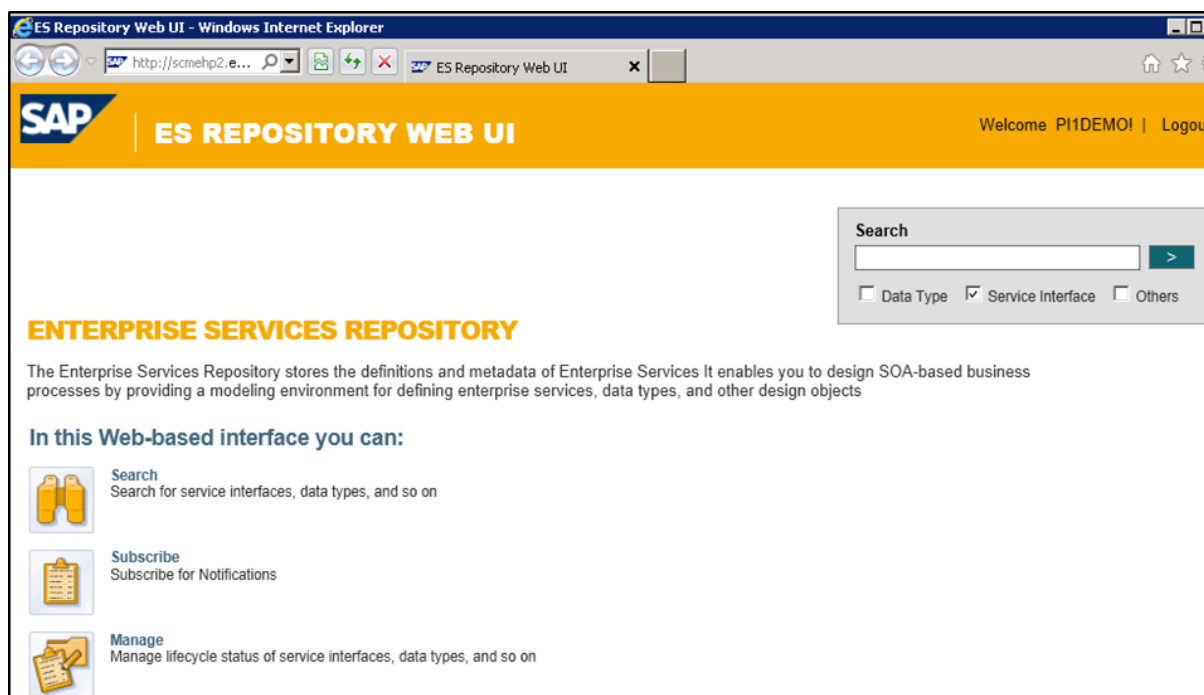 ES Repository Web UI - Windows Internet Explorer
http://scmehp2.e...
ES Repository Web UI
SAP
ES REPOSITORY WEB UI
Welcome PI1DEMO! | Logou
Search
>
Data Type Service Interface Others
ENTERPRISE SERVICES REPOSITORY
The Enterprise Services Repository stores the definitions and metadata of Enterprise Services It enables you to design SOA-based business
processes by providing a modeling environment for defining enterprise services, data types, and other design objects
In this Web-based interface you can:
Search
Search for service interfaces, data types, and so on
Subscribe
Subscribe for Notifications
Manage
Manage lifecycle status of service interfaces, data types, and so on